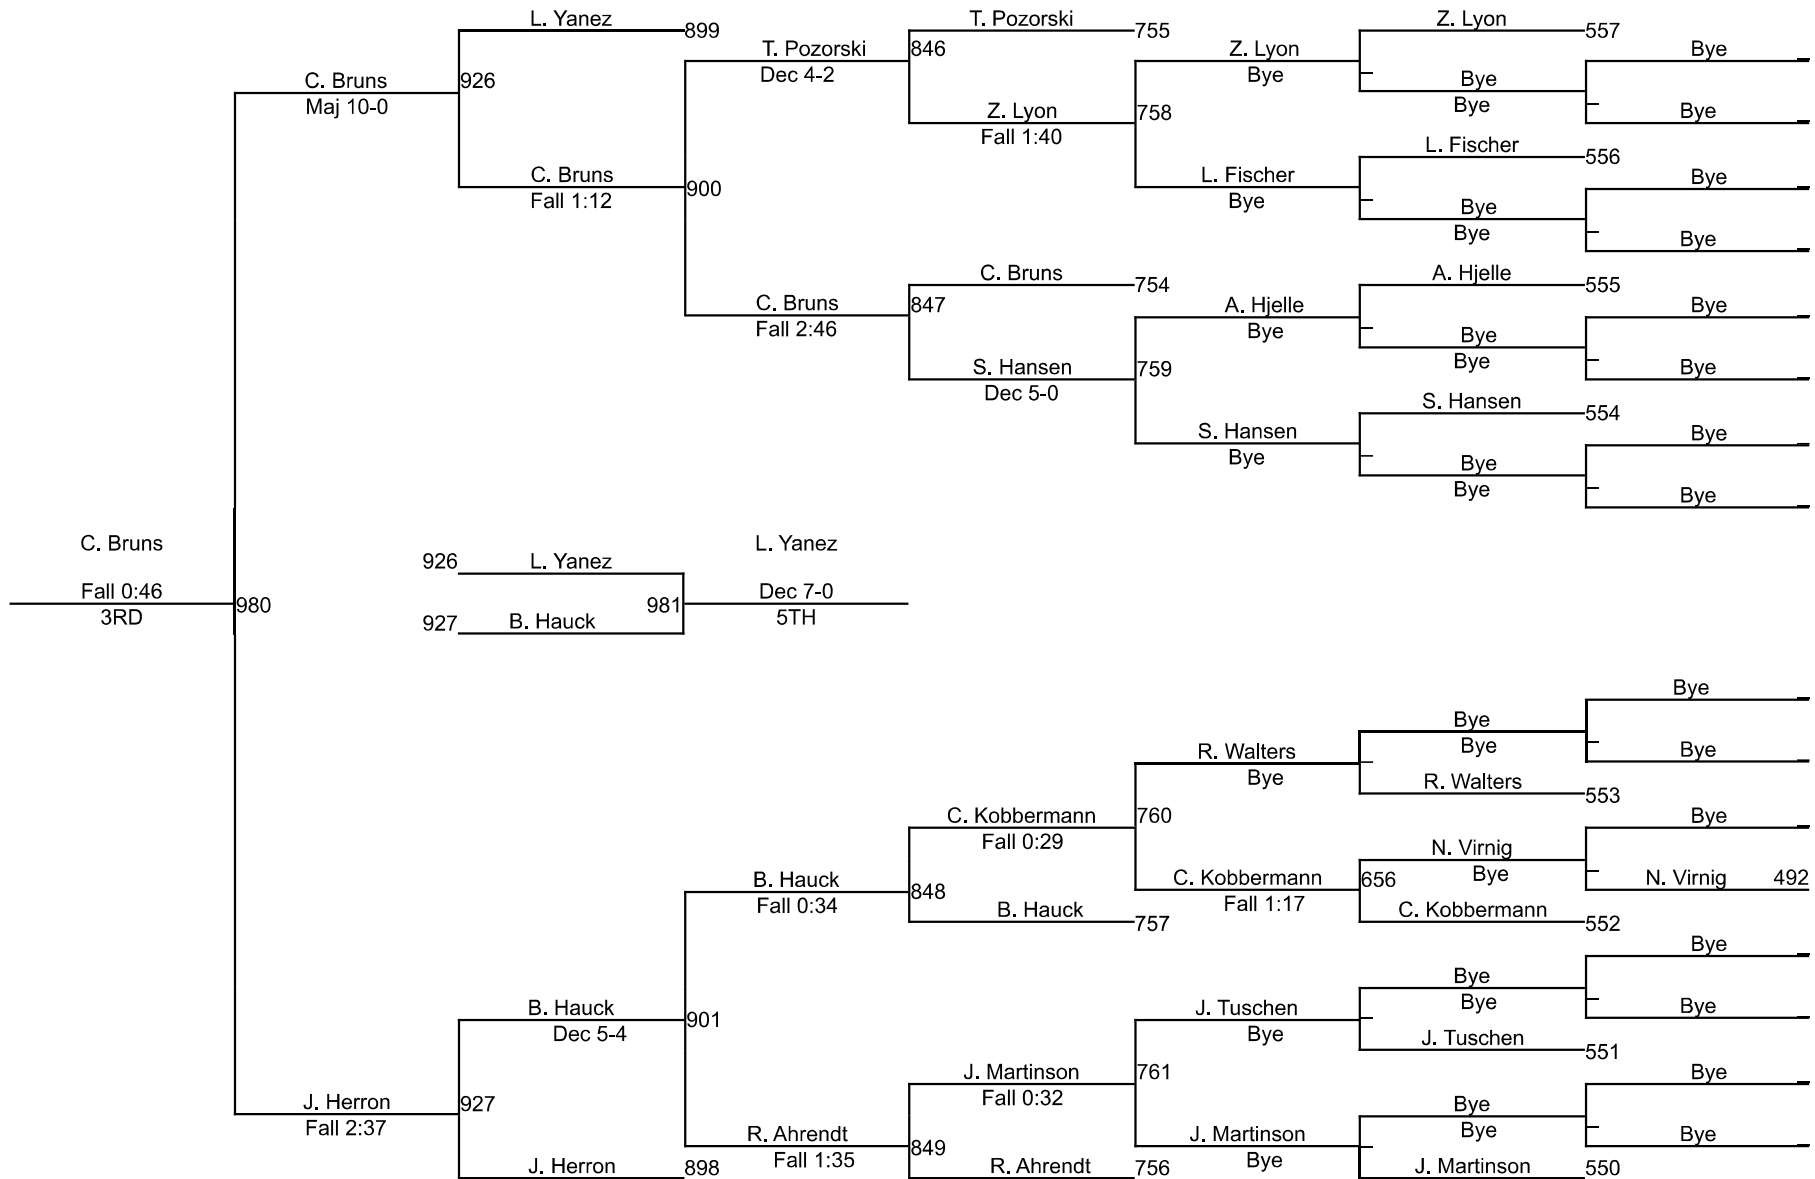 L. Yanez
899
T. Pozorski
755
Z. Lyon
557
T. Pozorski
846
Z. Lyon
Bye
Dec 4-2
Bye
C. Bruns
926
Bye
Maj 10-0
Bye
Z. Lyon
758
Bye
Fall 1:40
L. Fischer
556
C. Bruns
900
L. Fischer
Bye
Fall 1:12
Bye
Bye
Bye
Bye
C. Bruns
754
A. Hjelle
555
C. Bruns
847
A. Hjelle
Bye
Fall 2:46
Bye
Bye
S. Hansen
759
Bye
Bye
Dec 5-0
S. Hansen
554
S. Hansen
Bye
Bye
Bye
Bye
Bye
C. Bruns
L. Yanez
926
L. Yanez
Fall 0:46
980
981
Dec 7-0
3RD
927
B. Hauck
5TH
Bye
Bye
R. Walters
Bye
Bye
Bye
R. Walters
553
C. Kobbermann
760
Bye
Fall 0:29
N. Virnig
B. Hauck
848
C. Kobbermann
656
Bye
N. Virnig
492
Fall 0:34
B. Hauck
757
Fall 1:17
C. Kobbermann
552
Bye
Bye
B. Hauck
901
J. Tuschen
Bye
Bye
Dec 5-4
Bye
J. Tuschen
551
J. Martinson
761
Bye
Fall 0:32
J. Herron
927
Bye
Fall 2:37
R. Ahrendt
849
J. Martinson
Bye
Bye
Fall 1:35
Bye
J. Herron
898
R. Ahrendt
756
J. Martinson
550